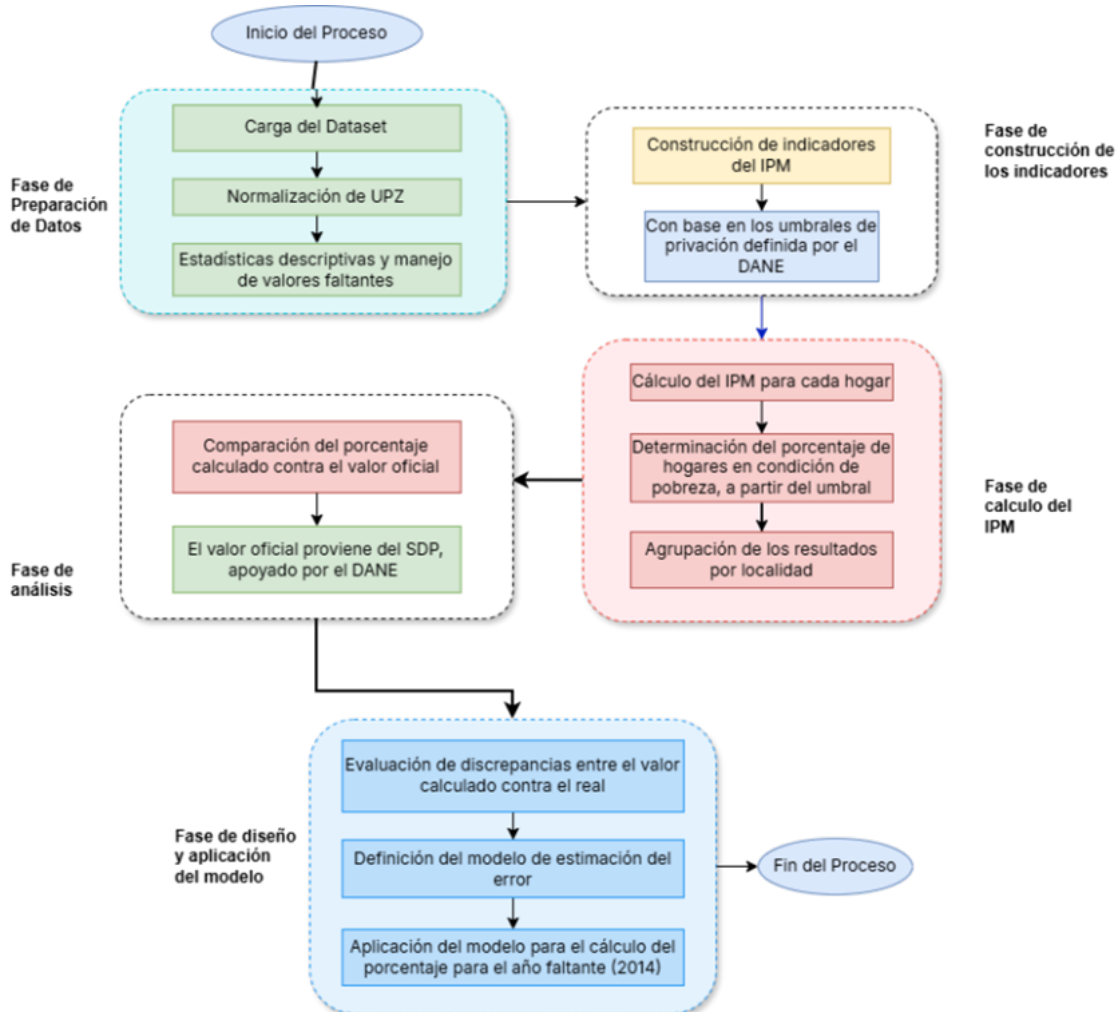 Inicio del Proceso
Fase de
Preparación
de Datos
Carga del Dataset
Normalización de UPZ
Estadísticas descriptivas y manejo
de valores faltantes
Construcción de indicadores
del IPM
Con base en los umbrales de
privación definida por el
DANE
Fase de
construcción de
los indicadores
Cálculo del IPM para cada hogar
Determinación del porcentaje de
hogares en condición de
pobreza, a partir del umbral
Agrupación de los resultados
por localidad
Fase de
calculo del
IPM
Comparación del porcentaje
calculado contra el valor oficial
El valor oficial proviene del SDP,
apoyado por el DANE
Fase de
análisis
Evaluación de discrepancias entre el valor
calculado contra el real
Definición del modelo de estimación del
error
Aplicación del modelo para el cálculo del
porcentaje para el año faltante (2014)
Fase de diseño
y aplicación
del modelo
Fin del Proceso